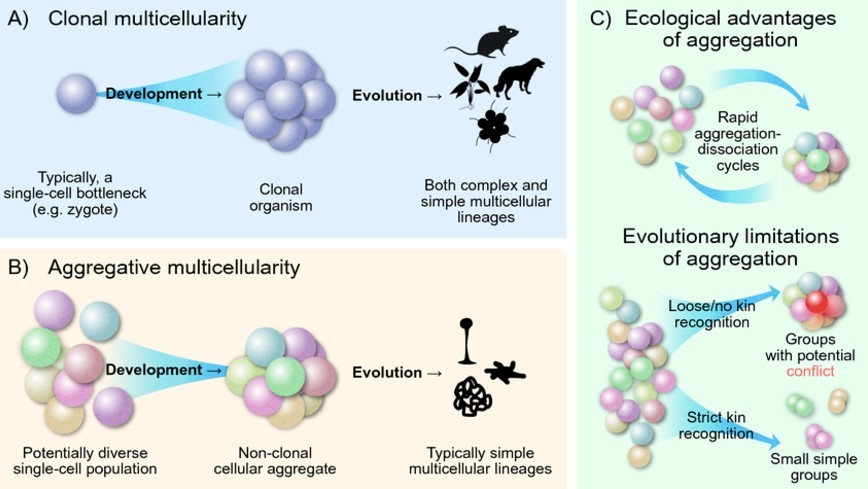 A) Clonal multicellularity
Development →
Evolution →
Typically, a
single-cell bottleneck
(e.g. zygote)
Clonal
organism
Both complex and
simple multicellular
lineages
B) Aggregative multicellularity
Development →
Evolution →
Potentially diverse
single-cell population
Non-clonal
cellular aggregate
Typically simple
multicellular lineages
C) Ecological advantages
of aggregation
Rapid
aggregation-
dissociation
cycles
Evolutionary limitations
of aggregation
Loose/no kin
recognition
Groups
with potential
conflict
Strict kin
recognition
Small simple
groups